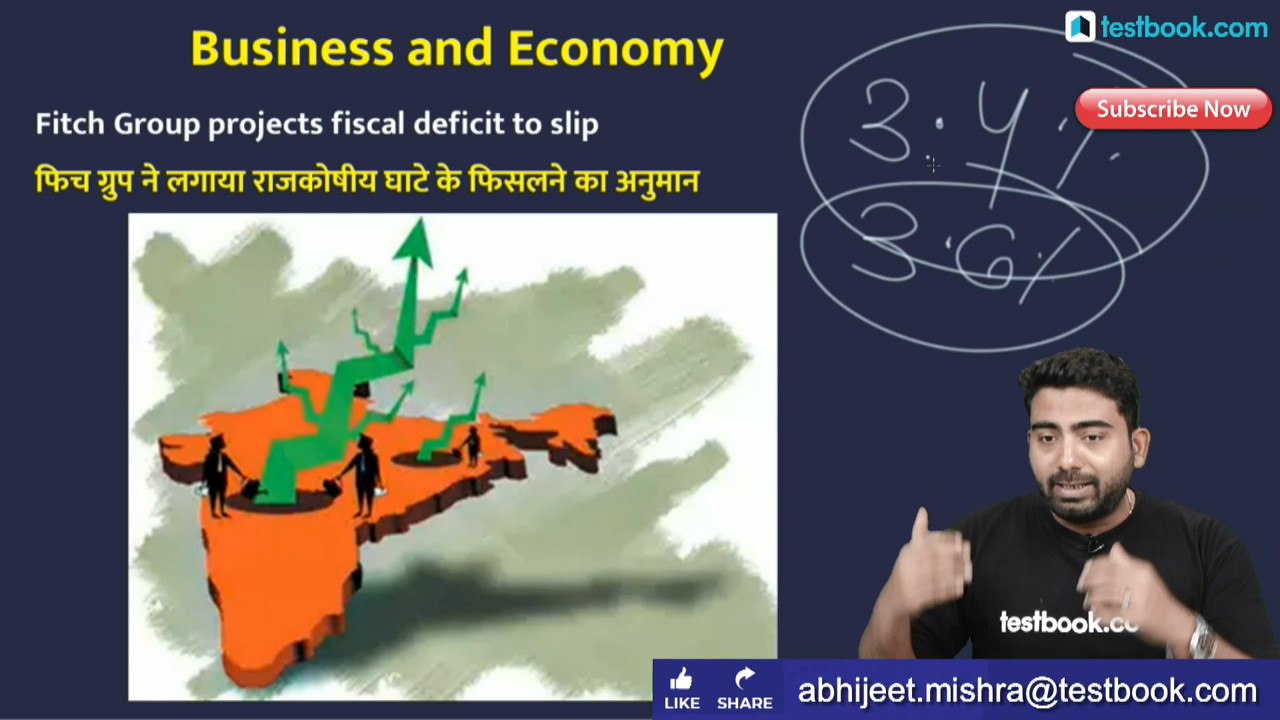 Business and Economy
testbook.com
Subscribe Now
Fitch Group projects fiscal deficit to slip
फिच ग्रुप ने लगाया राजकोषीय घाटे के फिसलने का अनुमान
3.4%
3.6%
testbook.co
LIKE
SHARE
abhijeet.mishra@testbook.com